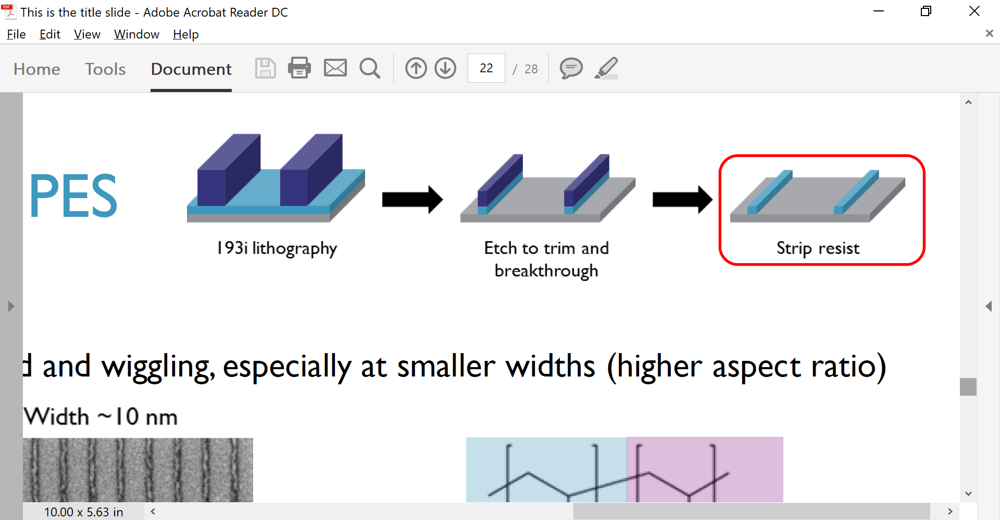 This is the title slide - Adobe Acrobat Reader DC
File Edit View Window Help
Home Tools Document 22 / 28
PES
193i lithography
Etch to trim and
breakthrough
Strip resist
d and wiggling, especially at smaller widths (higher aspect ratio)
Width ~10 nm
10.00 x 5.63 in